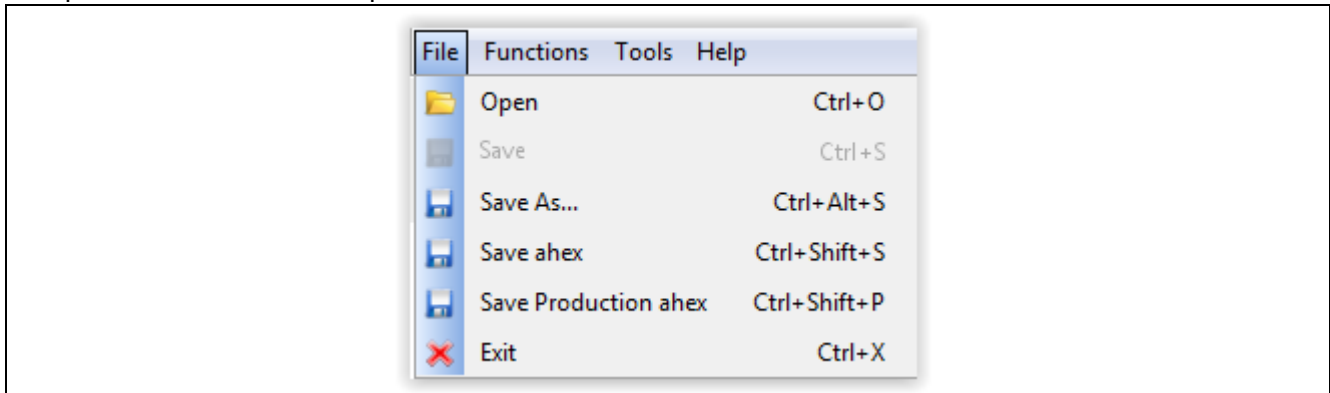 File Functions Tools Help
Open Ctrl+O
Save Ctrl+S
Save As... Ctrl+Alt+S
Save ahex Ctrl+Shift+S
Save Production ahex Ctrl+Shift+P
Exit Ctrl+X